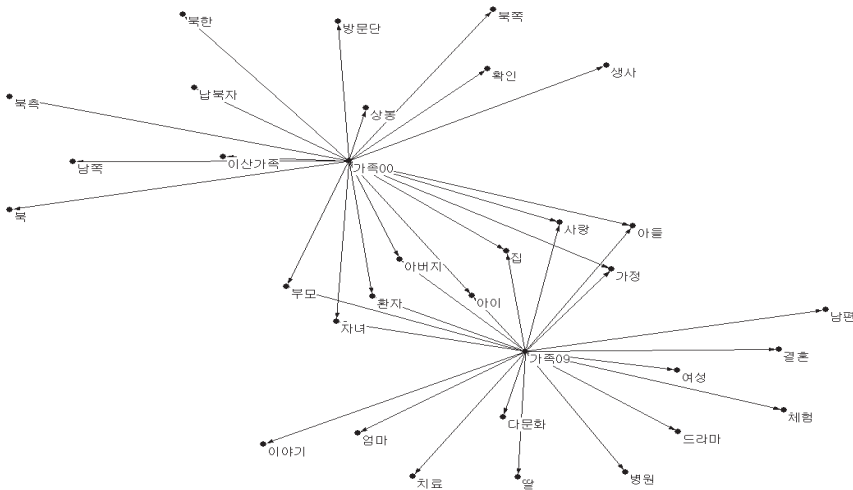 북한
방문단
북쪽
확인
생사
납북자
북측
상봉
이산가족
남쪽
가족00
북
사랑
아들
집
아버지
가정
부모
환자
아이
자녀
남편
가족09
결혼
여성
체험
다문화
드라마
엄마
이야기
치료
딸
병원